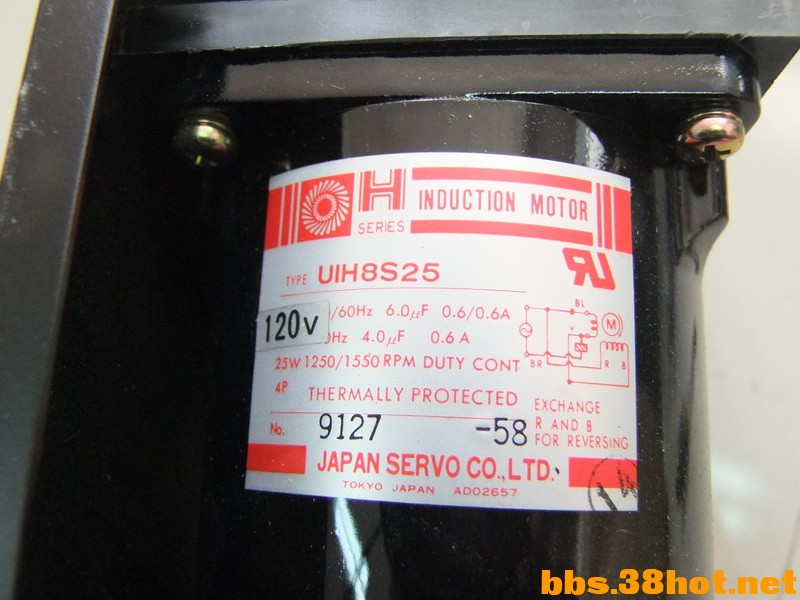 H INDUCTION MOTOR
SERIES
TYPE UIH8S25
120V /60Hz 6.0μF 0.6/0.6A
0Hz 4.0μF 0.6A
25W 1250/1550 RPM DUTY CONT
4P THERMALLY PROTECTED
BL
Y
M
BR R B
No. 9127 -58
EXCHANGE
R AND B
FOR REVERSING
JAPAN SERVO CO.,LTD.
TOKYO JAPAN AD02657
bbs.38hot.net